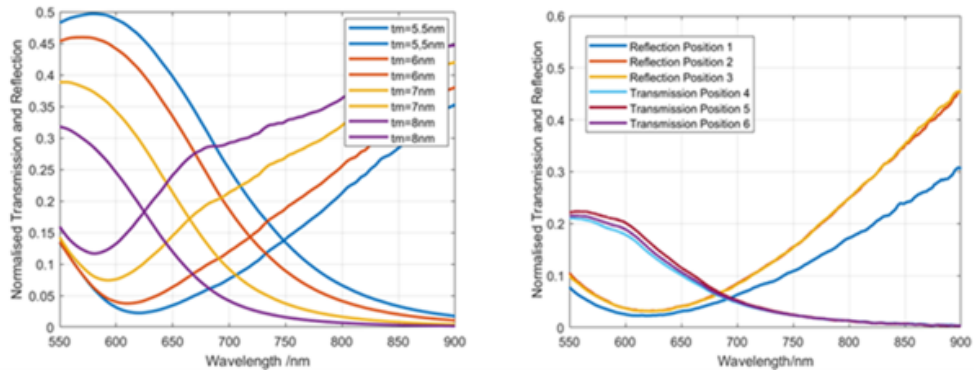 Normalised Transmission and Reflection
0.5
0.45
0.4
0.35
0.3
0.25
0.2
0.15
0.1
0.05
0
tm=5.5nm
tm=5,5nm
tm=6nm
tm=6nm
tm=7nm
tm=7nm
tm=8nm
tm=8nm
550 600 650 700 750 800 850 900
Wavelength /nm
Normalised Transmission and Reflection
0.6
0.5
0.4
0.3
0.2
0.1
0
Reflection Position 1
Reflection Position 2
Reflection Position 3
Transmission Position 4
Transmission Position 5
Transmission Position 6
550 600 650 700 750 800 850 900
Wavelength/nm